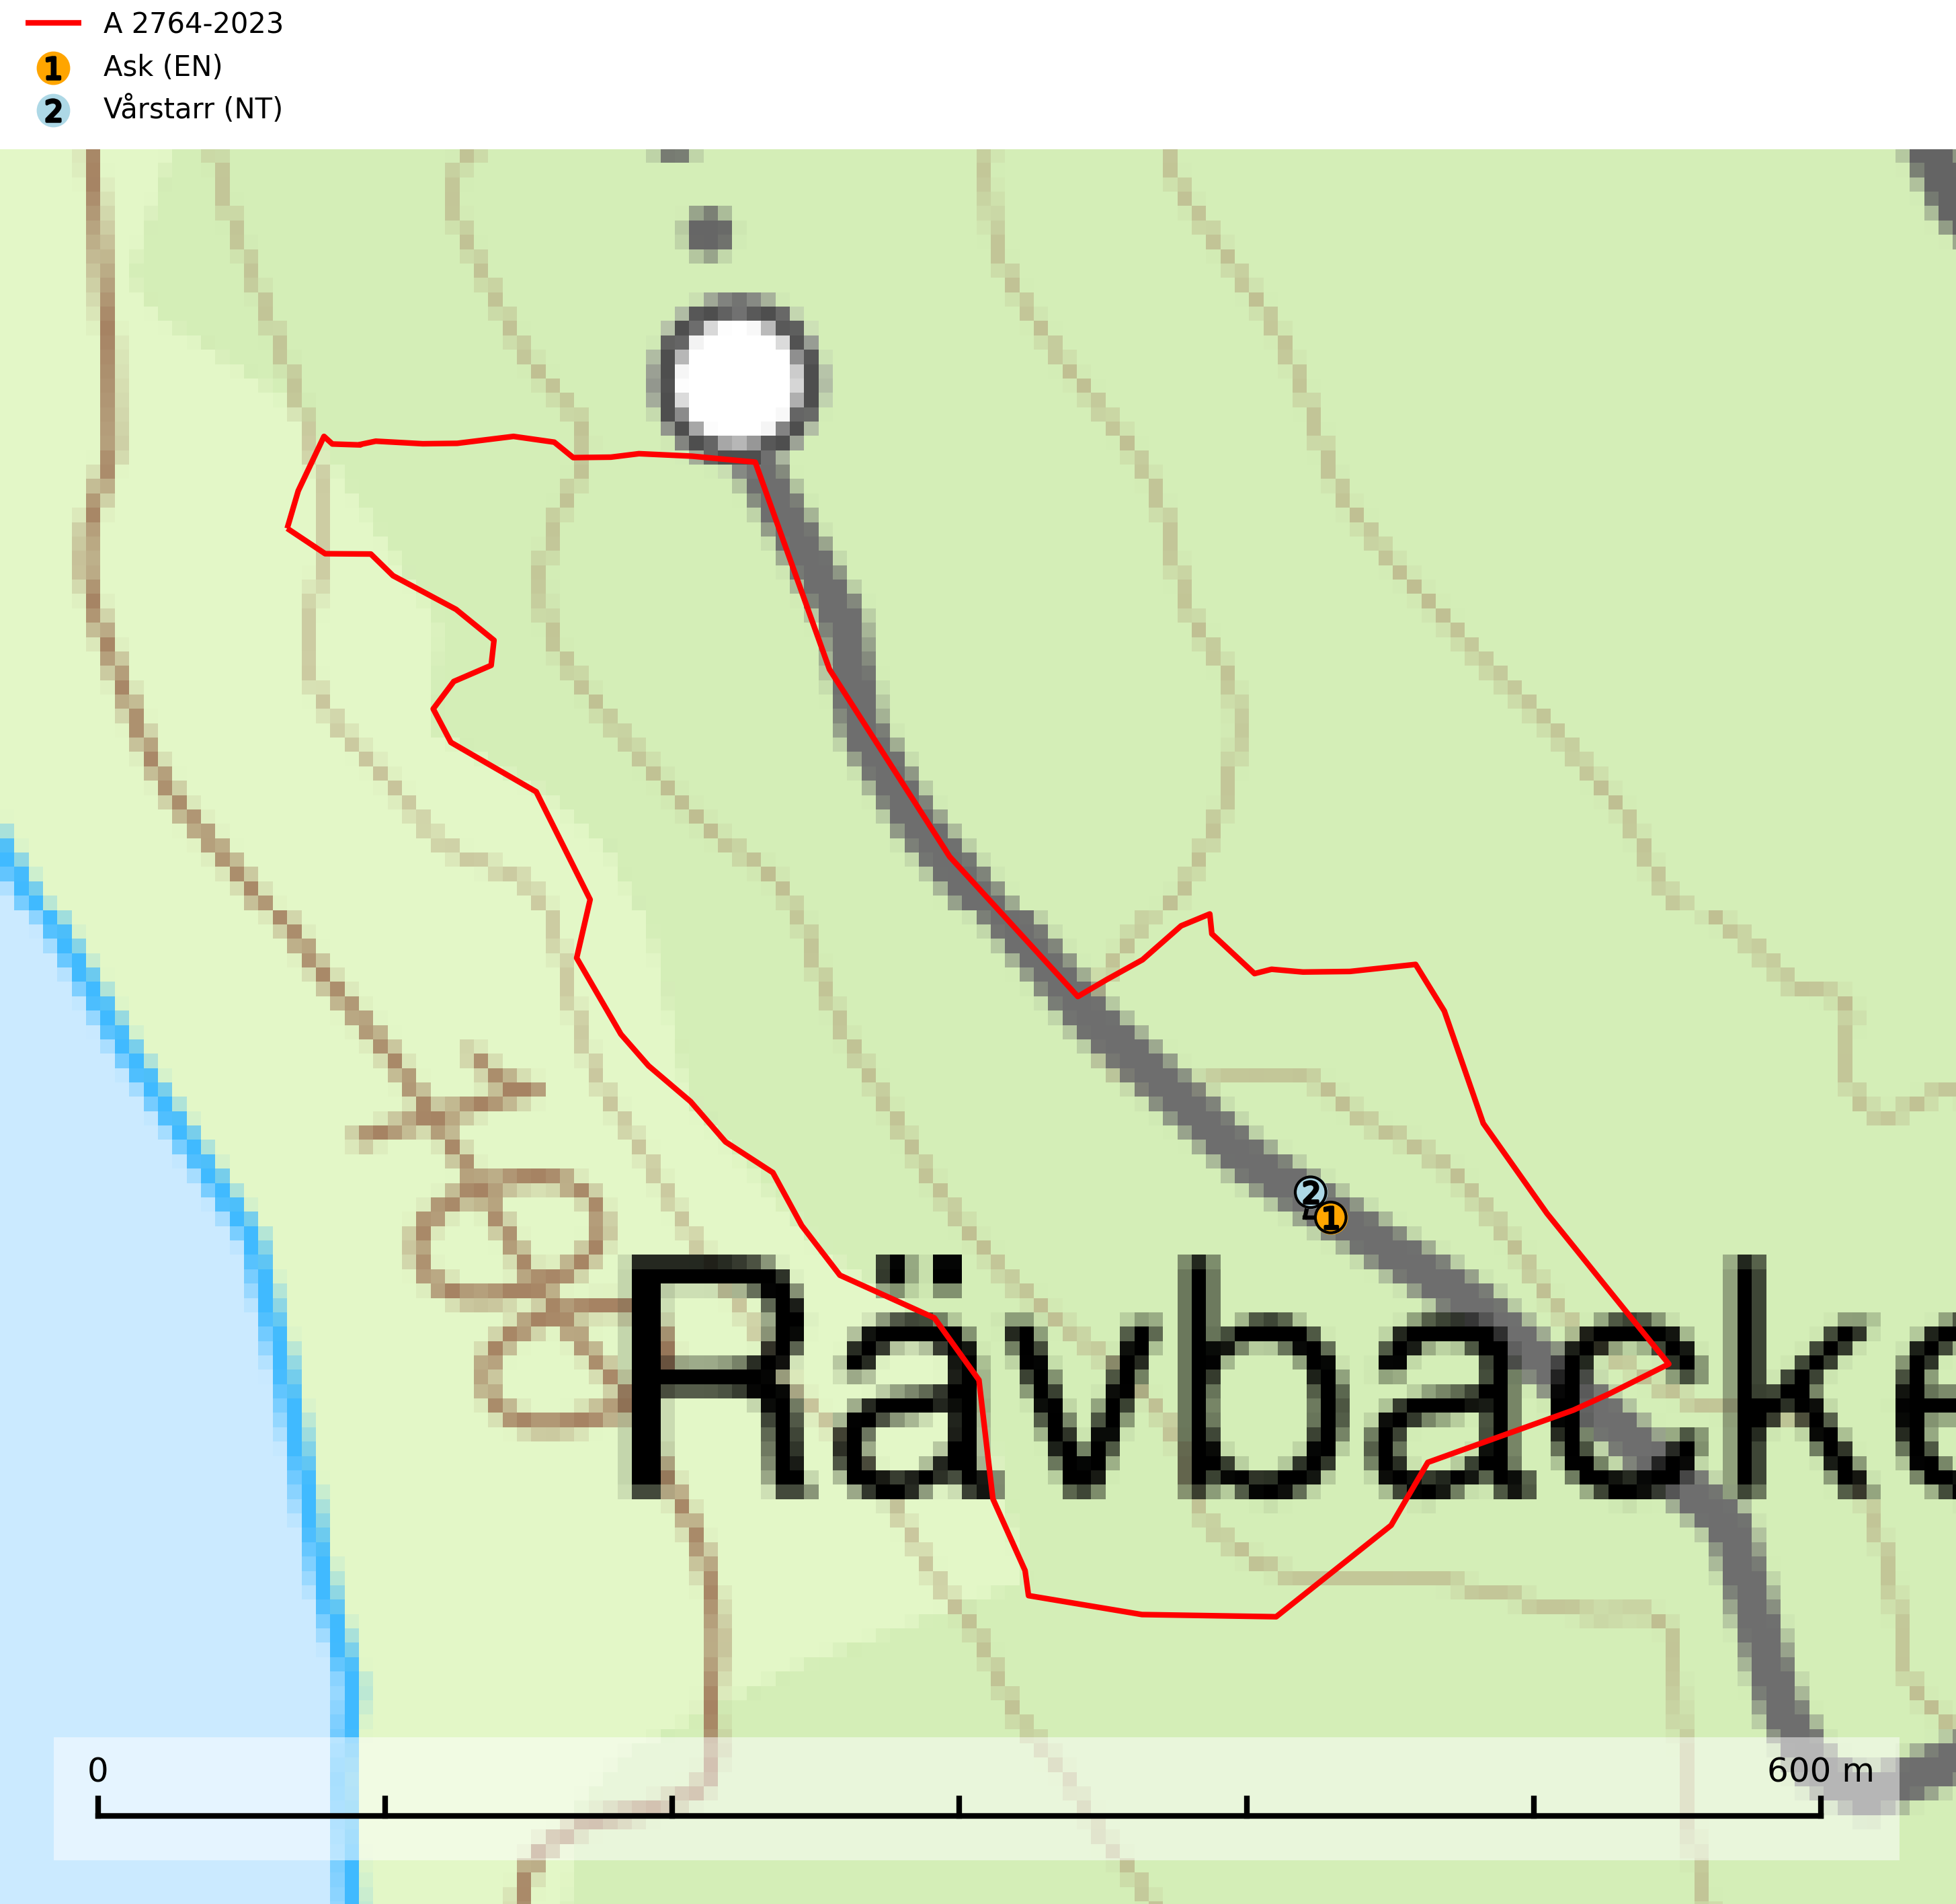 A 2764-2023
1 Ask (EN)
2 Vårstarr (NT)
2
1
Rävbacke
0 600 m